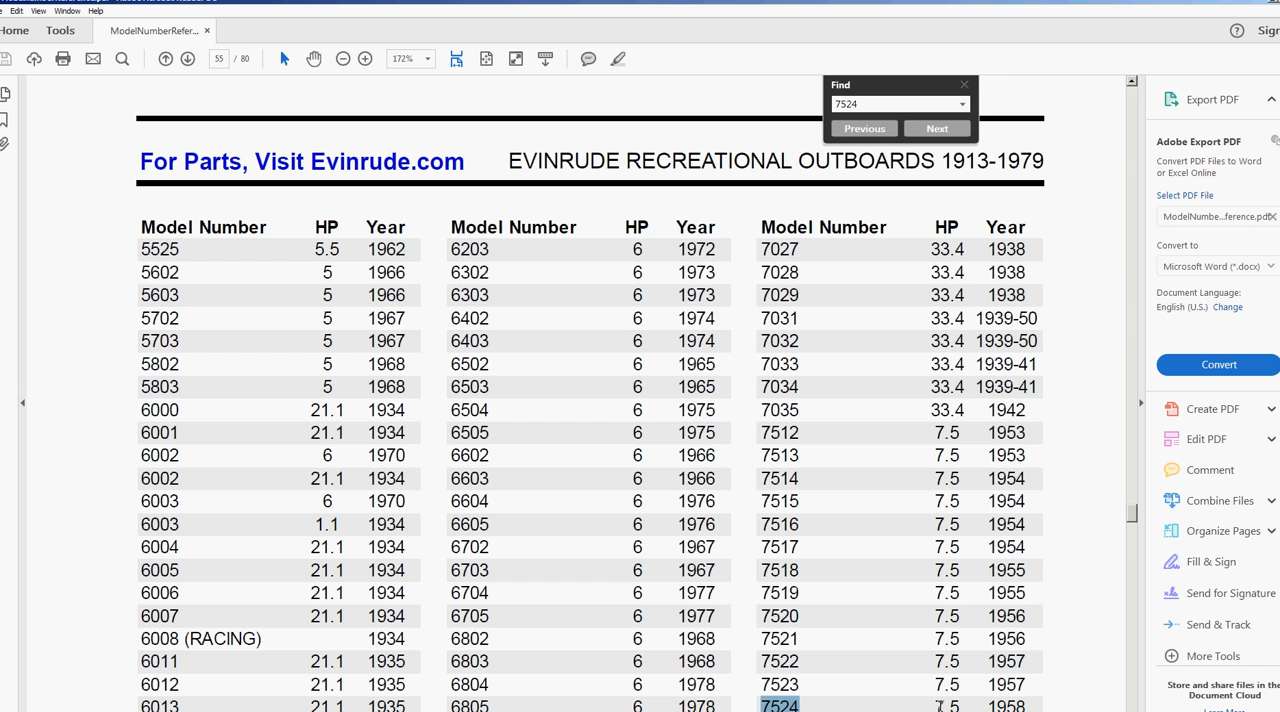 Edit View Window Help
Home Tools ModelNumberRefer... × Sign
55 / 80 172%
Find
7524
Previous Next
For Parts, Visit Evinrude.com EVINRUDE RECREATIONAL OUTBOARDS 1913-1979
Model Number HP Year Model Number HP Year Model Number HP Year
5525 5.5 1962 6203 6 1972 7027 33.4 1938
5602 5 1966 6302 6 1973 7028 33.4 1938
5603 5 1966 6303 6 1973 7029 33.4 1938
5702 5 1967 6402 6 1974 7031 33.4 1939-50
5703 5 1967 6403 6 1974 7032 33.4 1939-50
5802 5 1968 6502 6 1965 7033 33.4 1939-41
5803 5 1968 6503 6 1965 7034 33.4 1939-41
6000 21.1 1934 6504 6 1975 7035 33.4 1942
6001 21.1 1934 6505 6 1975 7512 7.5 1953
6002 6 1970 6602 6 1966 7513 7.5 1953
6002 21.1 1934 6603 6 1966 7514 7.5 1954
6003 6 1970 6604 6 1976 7515 7.5 1954
6003 1.1 1934 6605 6 1976 7516 7.5 1954
6004 21.1 1934 6702 6 1967 7517 7.5 1954
6005 21.1 1934 6703 6 1967 7518 7.5 1955
6006 21.1 1934 6704 6 1977 7519 7.5 1955
6007 21.1 1934 6705 6 1977 7520 7.5 1956
6008 (RACING) 1934 6802 6 1968 7521 7.5 1956
6011 21.1 1935 6803 6 1968 7522 7.5 1957
6012 21.1 1935 6804 6 1978 7523 7.5 1957
6013 21.1 1935 6805 6 1978 7524 7.5 1958
Export PDF
Adobe Export PDF
Convert PDF Files to Word
or Excel Online
Select PDF File
ModelNumbe...ference.pdf
Convert to
Microsoft Word (*.docx)
Document Language:
English (U.S.) Change
Convert
Create PDF
Edit PDF
Comment
Combine Files
Organize Pages
Fill & Sign
Send for Signature
Send & Track
More Tools
Store and share files in the
Document Cloud